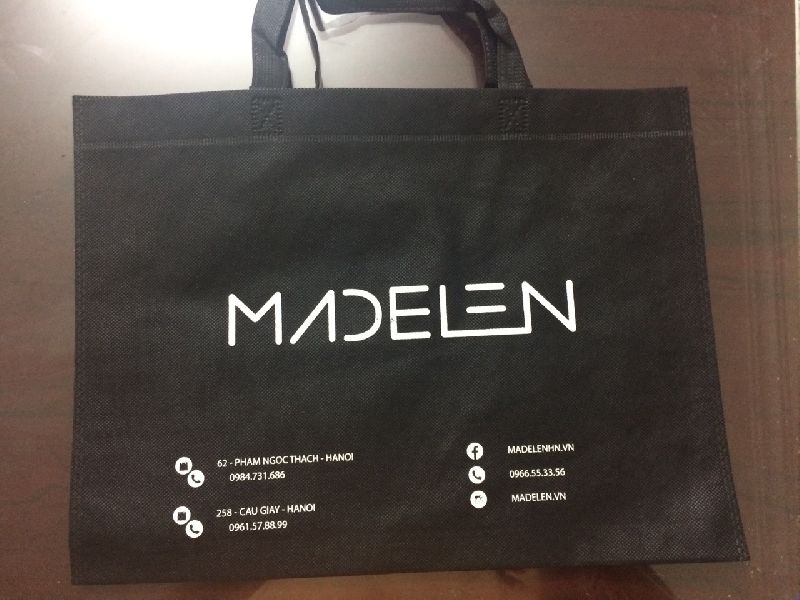 MADELEN
62 - PHAM NGOC THACH - HANOI
0984.731.686
258 - CAU GIAY - HANOI
0961.57.88.99
MADELENHN.VN
0966.55.33.56
MADELEN.VN